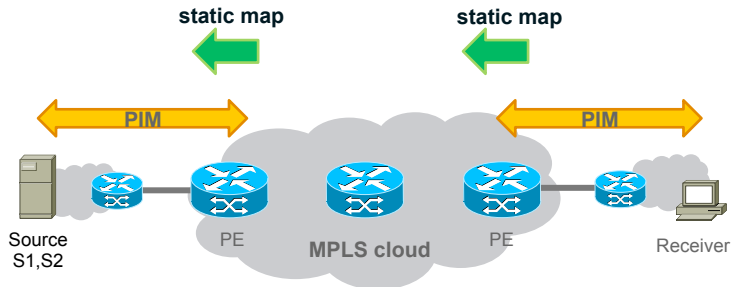 static map
static map
PIM
PIM
Source
S1,S2
PE
MPLS cloud
PE
Receiver